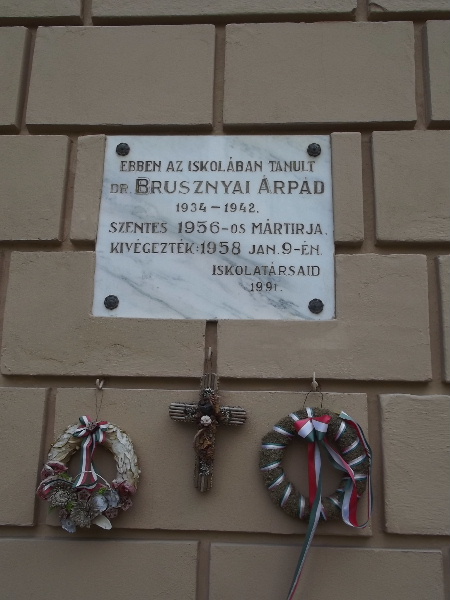 EBBEN AZ ISKOLÁBAN TANULT
DR. BRUSZNYAI ÁRPÁD
1934-1942.
SZENTES 1956-OS MÁRTIRJA.
KIVÉGEZTÉK: 1958 JAN. 9-ÉN.
ISKOLATÁRSAID
1991.